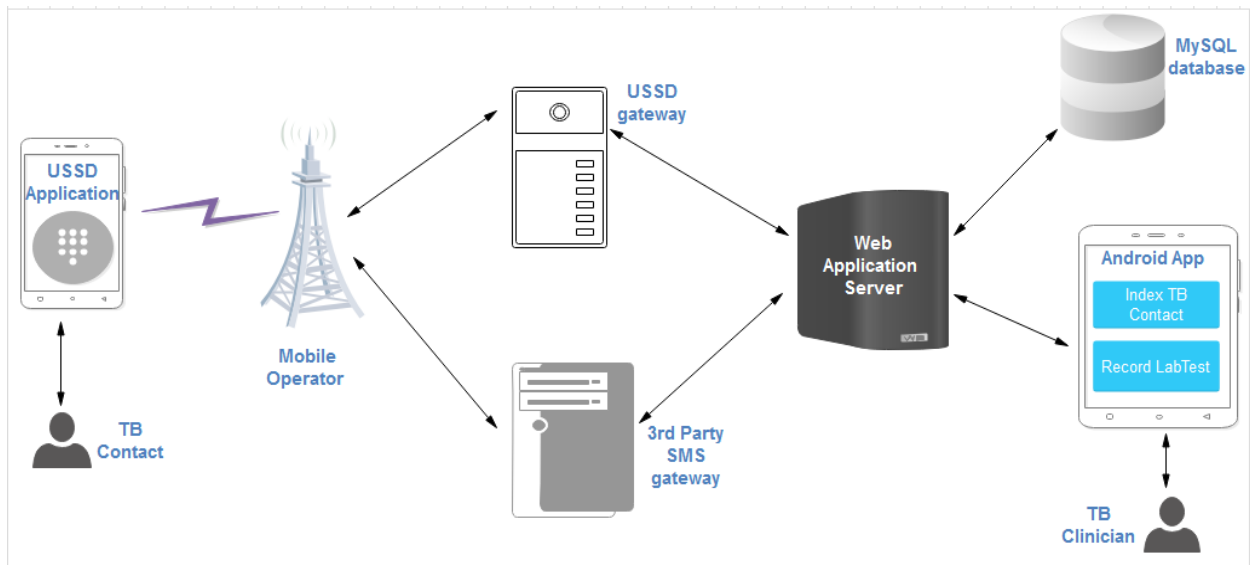 USSD
Application
TB
Contact
Mobile
Operator
USSD
gateway
3rd Party
SMS
gateway
Web
Application
Server
MySQL
database
Android App
Index TB
Contact
Record LabTest
TB
Clinician